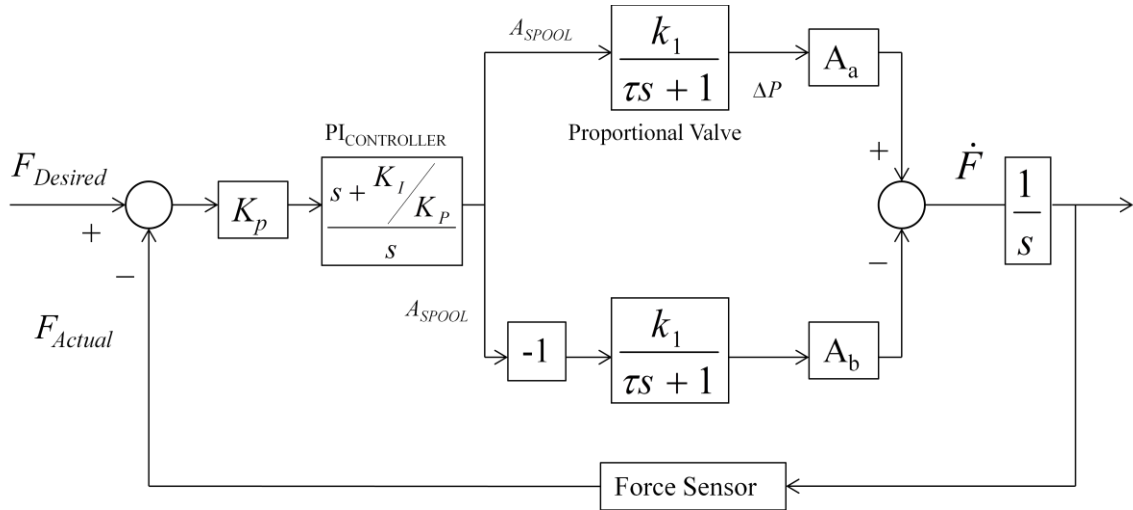 A_SPOOL
k_1
τs + 1
ΔP
A_a
Proportional Valve
PI_CONTROLLER
F_Desired
+
−
K_p
s + K_I / K_P
s
+
−
Ḟ
1
s
A_SPOOL
-1
k_1
τs + 1
A_b
F_Actual
Force Sensor